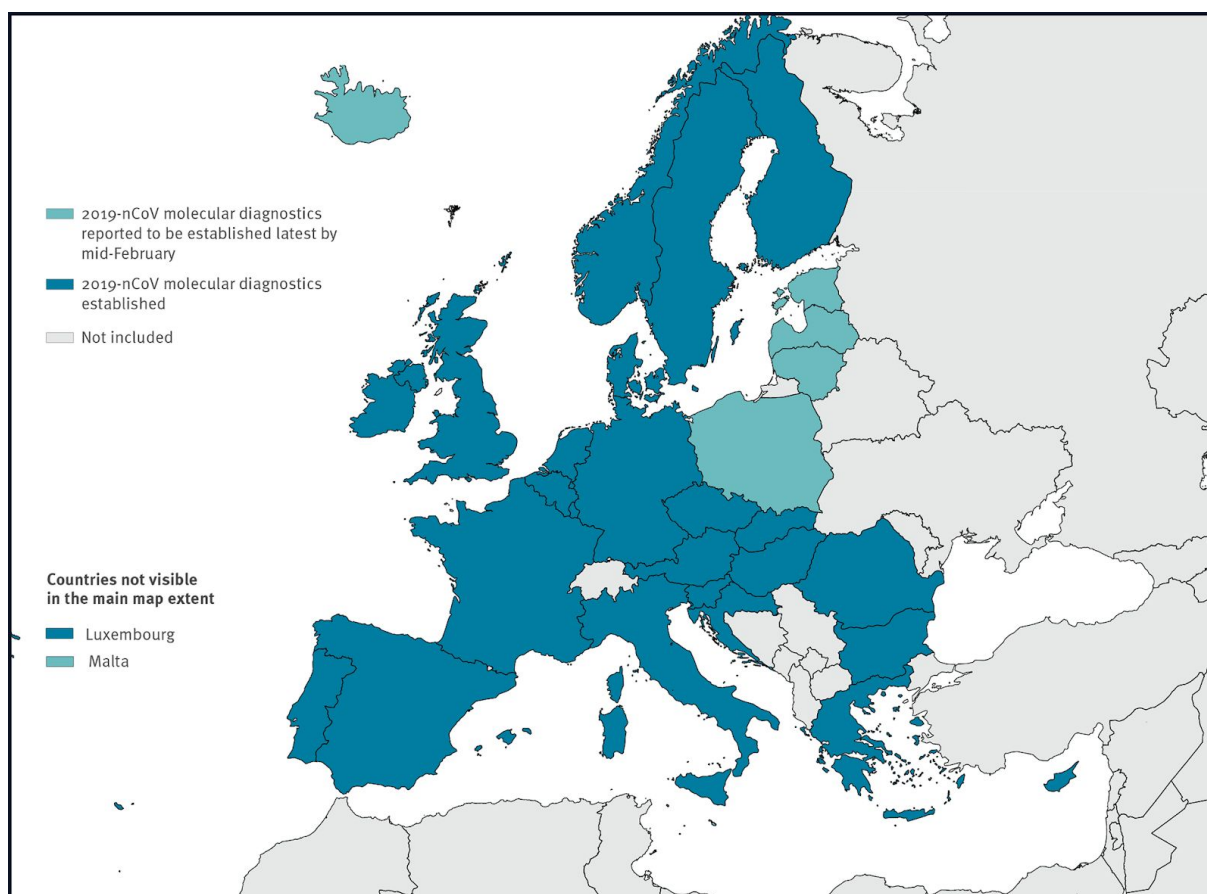 2019-nCoV molecular diagnostics
reported to be established latest by
mid-February
2019-nCoV molecular diagnostics
established
Not included
Countries not visible
in the main map extent
Luxembourg
Malta